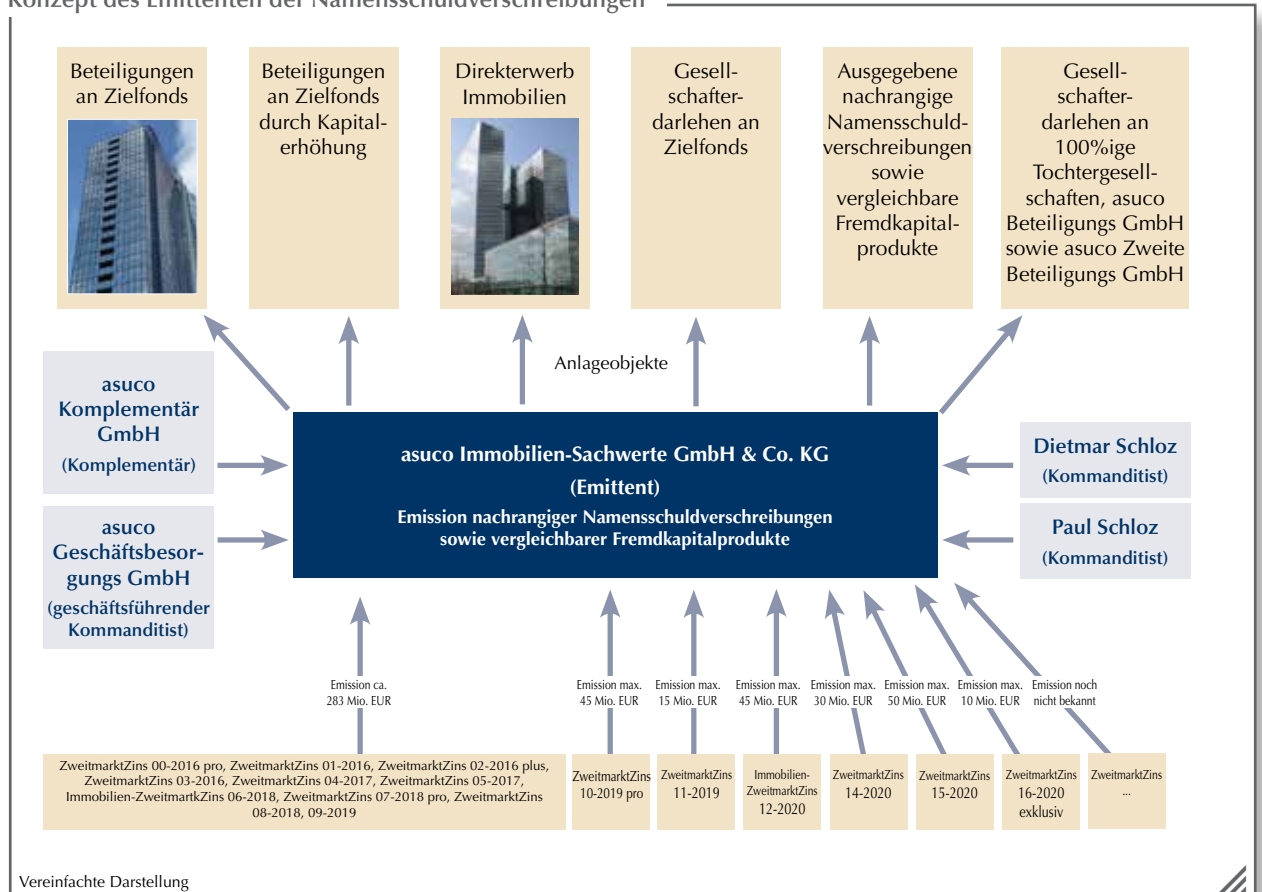 Konzept des Emittenten der Namensschuldverschreibungen
Beteiligungen
an Zielfonds
Beteiligungen
an Zielfonds
durch Kapital-
erhöhung
Direkterwerb
Immobilien
Gesell-
schafter-
darlehen an
Zielfonds
Ausgegebene
nachrangige
Namensschuld-
verschreibungen
sowie
vergleichbare
Fremdkapital-
produkte
Gesell-
schafter-
darlehen an
100%ige
Tochtergesell-
schaften, asuco
Beteiligungs GmbH
sowie asuco Zweite
Beteiligungs GmbH
Anlageobjekte
asuco
Komplementär
GmbH
(Komplementär)
asuco
Geschäftsbesor-
gungs GmbH
(geschäftsführender
Kommanditist)
asuco Immobilien-Sachwerte GmbH & Co. KG
(Emittent)
Emission nachrangiger Namensschuldverschreibungen
sowie vergleichbarer Fremdkapitalprodukte
Dietmar Schloz
(Kommanditist)
Paul Schloz
(Kommanditist)
Emission ca.
283 Mio. EUR
Emission max.
45 Mio. EUR
Emission max.
15 Mio. EUR
Emission max.
45 Mio. EUR
Emission max.
30 Mio. EUR
Emission max.
50 Mio. EUR
Emission max.
10 Mio. EUR
Emission noch
nicht bekannt
ZweitmarktZins 00-2016 pro, ZweitmarktZins 01-2016, ZweitmarktZins 02-2016 plus,
ZweitmarktZins 03-2016, ZweitmarktZins 04-2017, ZweitmarktZins 05-2017,
Immobilien-ZweitmartkZins 06-2018, ZweitmarktZins 07-2018 pro, ZweitmarktZins
08-2018, 09-2019
ZweitmarktZins
10-2019 pro
ZweitmarktZins
11-2019
Immobilien-
ZweitmarktZins
12-2020
ZweitmarktZins
14-2020
ZweitmarktZins
15-2020
ZweitmarktZins
16-2020
exklusiv
ZweitmarktZins
...
Vereinfachte Darstellung